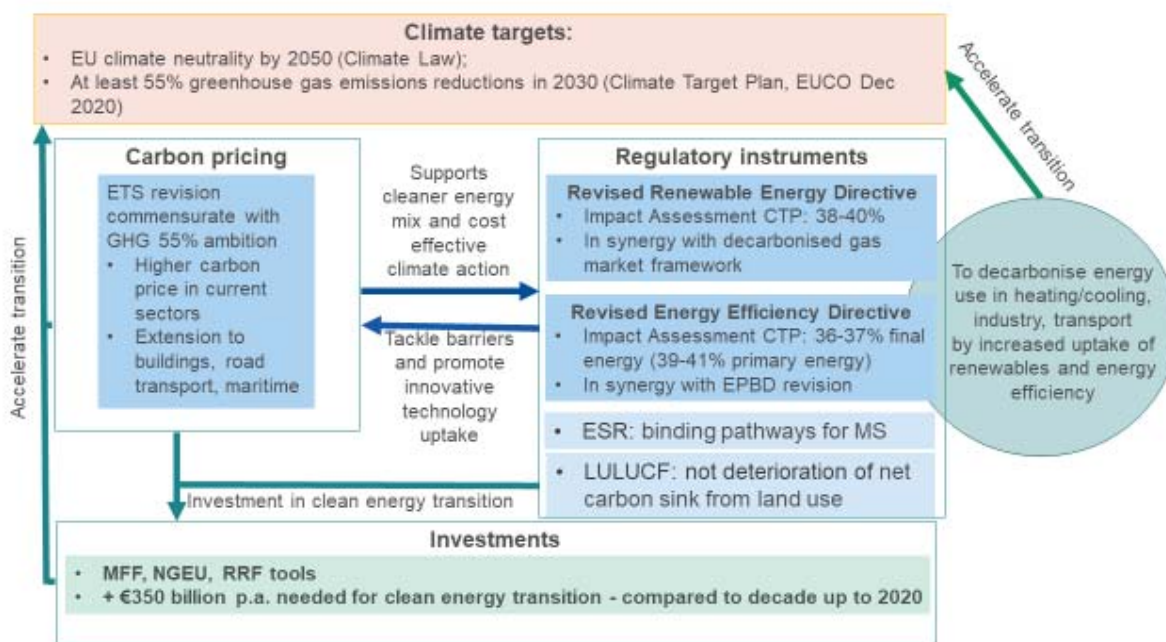 Climate targets:
• EU climate neutrality by 2050 (Climate Law);
• At least 55% greenhouse gas emissions reductions in 2030 (Climate Target Plan, EUCO Dec
2020)
Accelerate transition
Carbon pricing
ETS revision
commensurate with
GHG 55% ambition
• Higher carbon
price in current
sectors
• Extension to
buildings, road
transport, maritime
Supports
cleaner energy
mix and cost
effective
climate action
Tackle barriers
and promote
innovative
technology
uptake
Regulatory instruments
Revised Renewable Energy Directive
• Impact Assessment CTP: 38-40%
• In synergy with decarbonised gas
market framework
Revised Energy Efficiency Directive
• Impact Assessment CTP: 36-37% final
energy (39-41% primary energy)
• In synergy with EPBD revision
• ESR: binding pathways for MS
• LULUCF: not deterioration of net
carbon sink from land use
Accelerate transition
To decarbonise energy
use in heating/cooling,
industry, transport
by increased uptake of
renewables and energy
efficiency
Investment in clean energy transition
Investments
• MFF, NGEU, RRF tools
• + €350 billion p.a. needed for clean energy transition - compared to decade up to 2020